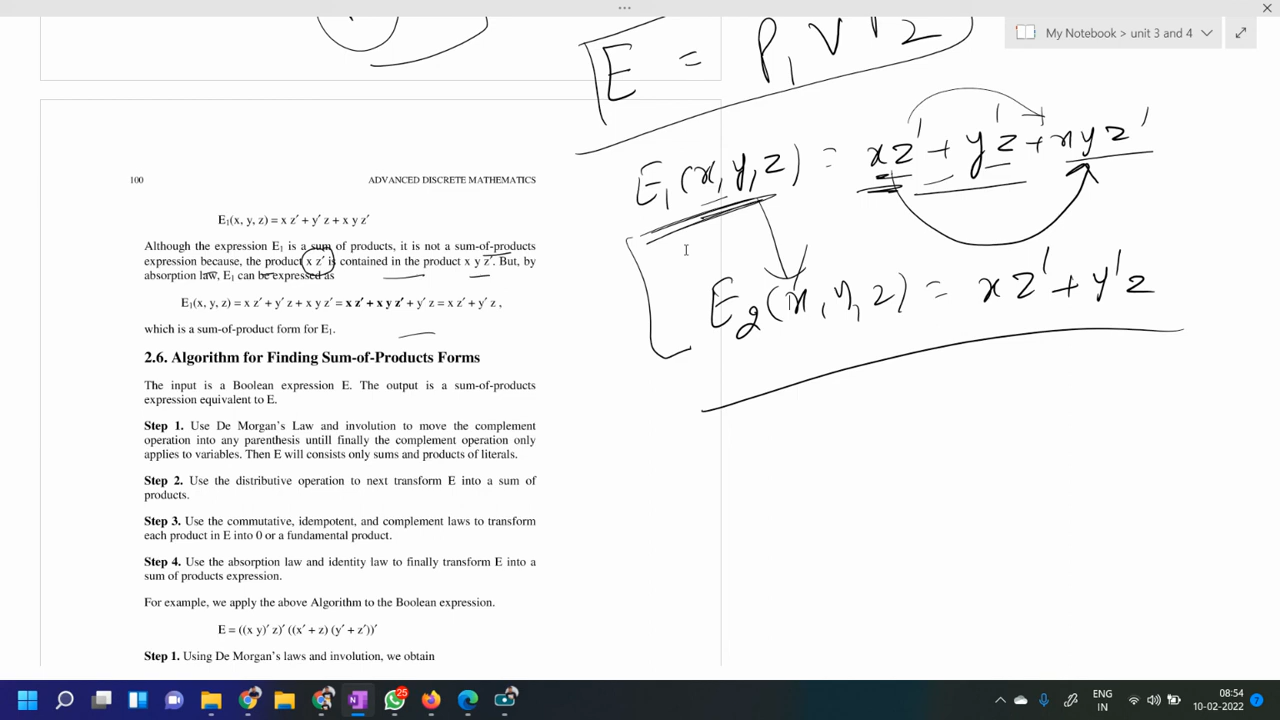 My Notebook > unit 3 and 4
E = P₁ V P₂
E₁(x, y, z) = xz' + y'z + xyz'
E₂(x, y, z) = xz' + y'z
100 ADVANCED DISCRETE MATHEMATICS
E₁(x, y, z) = x z′ + y′ z + x y z′
Although the expression E₁ is a sum of products, it is not a sum-of-products
expression because, the product x z′ is contained in the product x y z′. But, by
absorption law, E₁ can be expressed as
E₁(x, y, z) = x z′ + y′ z + x y z′ = x z′ + x y z′ + y′ z = x z′ + y′ z ,
which is a sum-of-product form for E₁.
2.6. Algorithm for Finding Sum-of-Products Forms
The input is a Boolean expression E. The output is a sum-of-products
expression equivalent to E.
Step 1. Use De Morgan's Law and involution to move the complement
operation into any parenthesis untill finally the complement operation only
applies to variables. Then E will consists only sums and products of literals.
Step 2. Use the distributive operation to next transform E into a sum of
products.
Step 3. Use the commutative, idempotent, and complement laws to transform
each product in E into 0 or a fundamental product.
Step 4. Use the absorption law and identity law to finally transform E into a
sum of products expression.
For example, we apply the above Algorithm to the Boolean expression.
E = ((x y)′ z)′ ((x′ + z) (y′ + z′))′
Step 1. Using De Morgan's laws and involution, we obtain
25
ENG
IN
08:54
10-02-2022
7